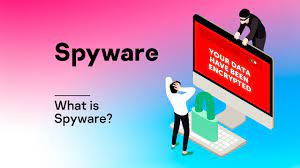 Spyware
What is
Spyware?
YOUR DATA
HAVE BEEN
ENCRYPTED